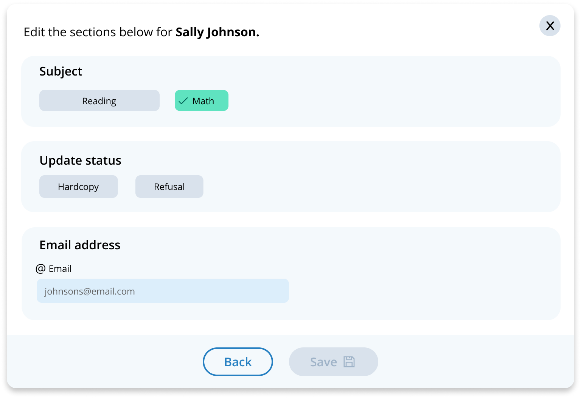 Edit the sections below for Sally Johnson.
X
Subject
Reading
Math
Update status
Hardcopy
Refusal
Email address
@ Email
johnsons@email.com
Back
Save